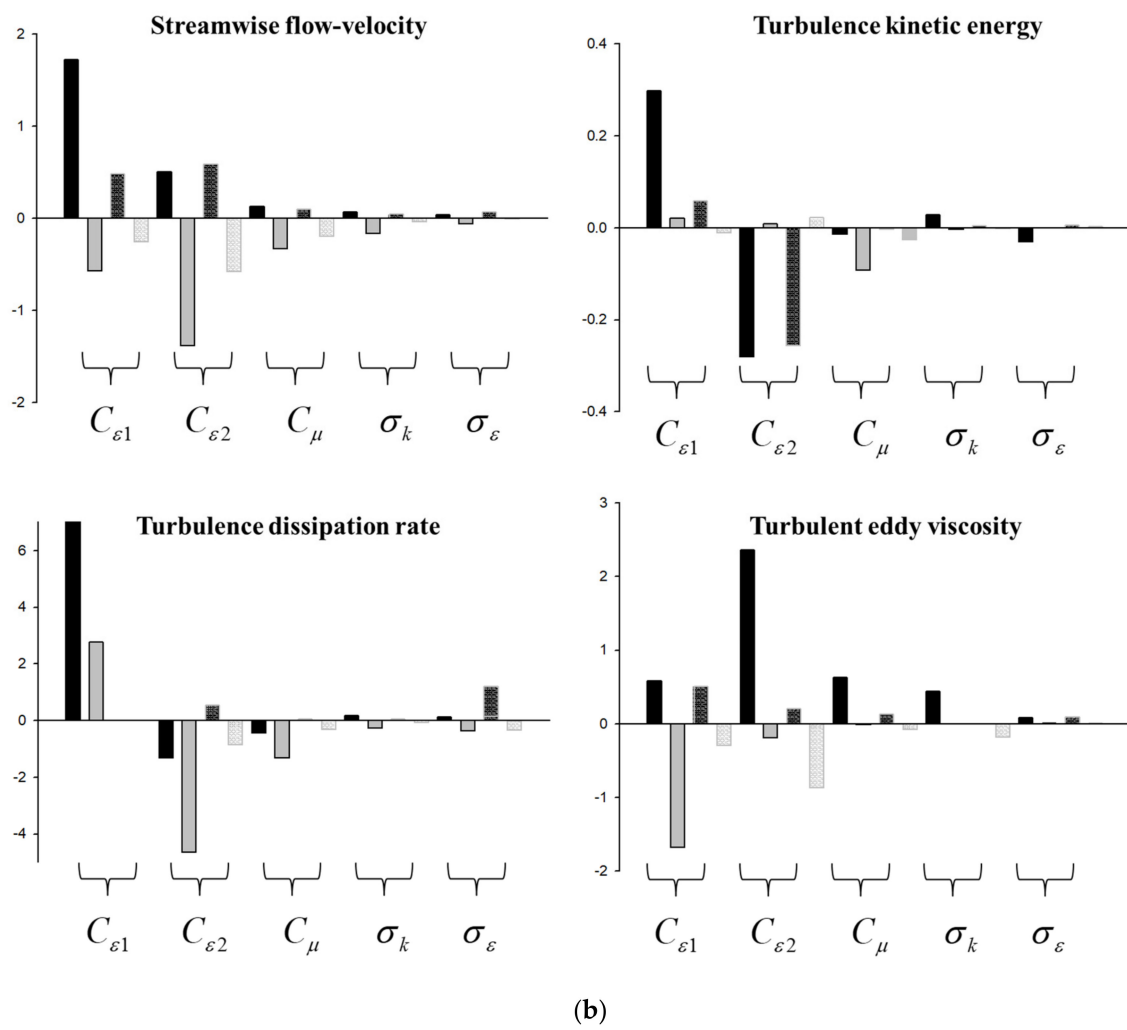 Streamwise flow-velocity
2
1
0
-1
-2
Cε1 Cε2 Cμ σk σε
Turbulence kinetic energy
0.4
0.2
0.0
-0.2
-0.4
Cε1 Cε2 Cμ σk σε
Turbulence dissipation rate
6
4
2
0
-2
-4
Cε1 Cε2 Cμ σk σε
Turbulent eddy viscosity
3
2
1
0
-1
-2
Cε1 Cε2 Cμ σk σε
(b)